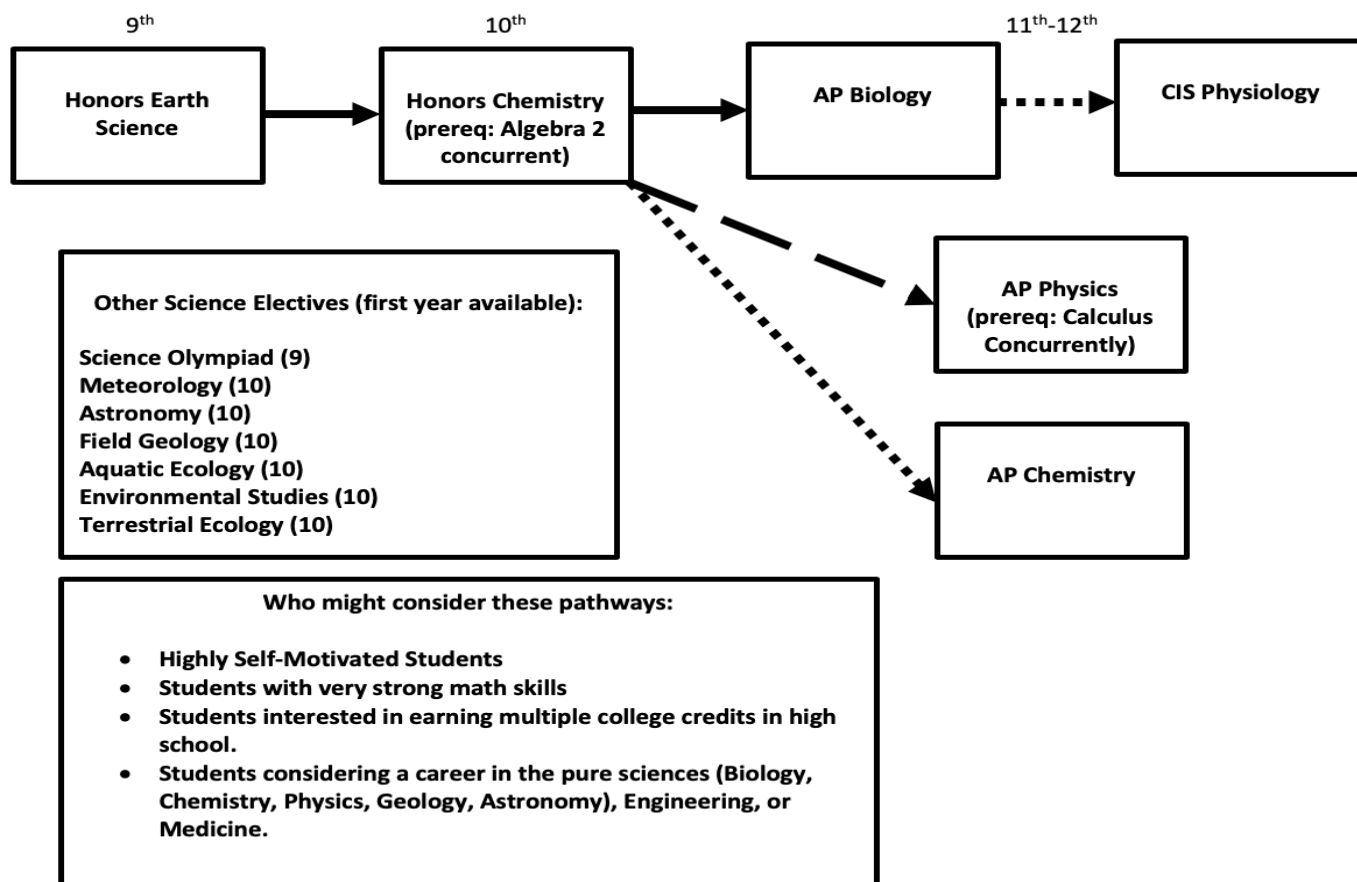 9th
10th
11th-12th
Honors Earth
Science
Honors Chemistry
(prereq: Algebra 2
concurrent)
AP Biology
CIS Physiology
AP Physics
(prereq: Calculus
Concurrently)
AP Chemistry
Other Science Electives (first year available):
Science Olympiad (9)
Meteorology (10)
Astronomy (10)
Field Geology (10)
Aquatic Ecology (10)
Environmental Studies (10)
Terrestrial Ecology (10)
Who might consider these pathways:
• Highly Self-Motivated Students
• Students with very strong math skills
• Students interested in earning multiple college credits in high
school.
• Students considering a career in the pure sciences (Biology,
Chemistry, Physics, Geology, Astronomy), Engineering, or
Medicine.